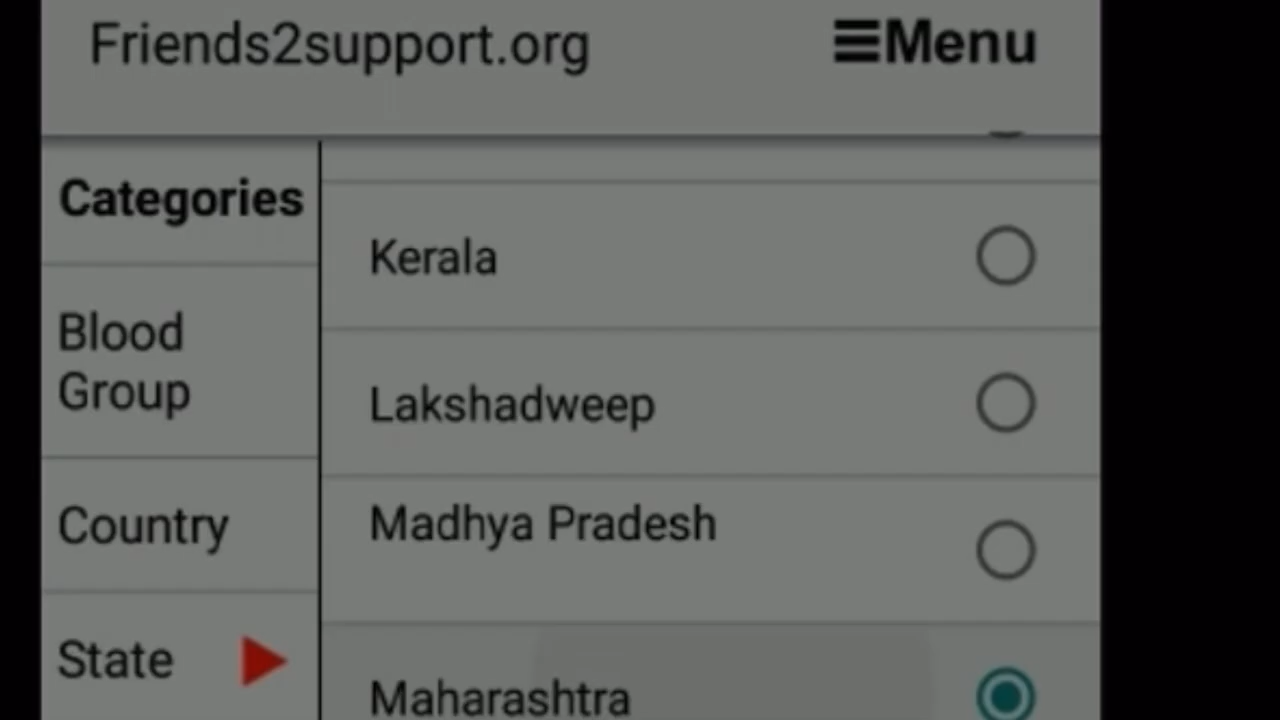 Friends2support.org
☰Menu
Categories
Blood
Group
Country
State
Kerala
Lakshadweep
Madhya Pradesh
Maharashtra